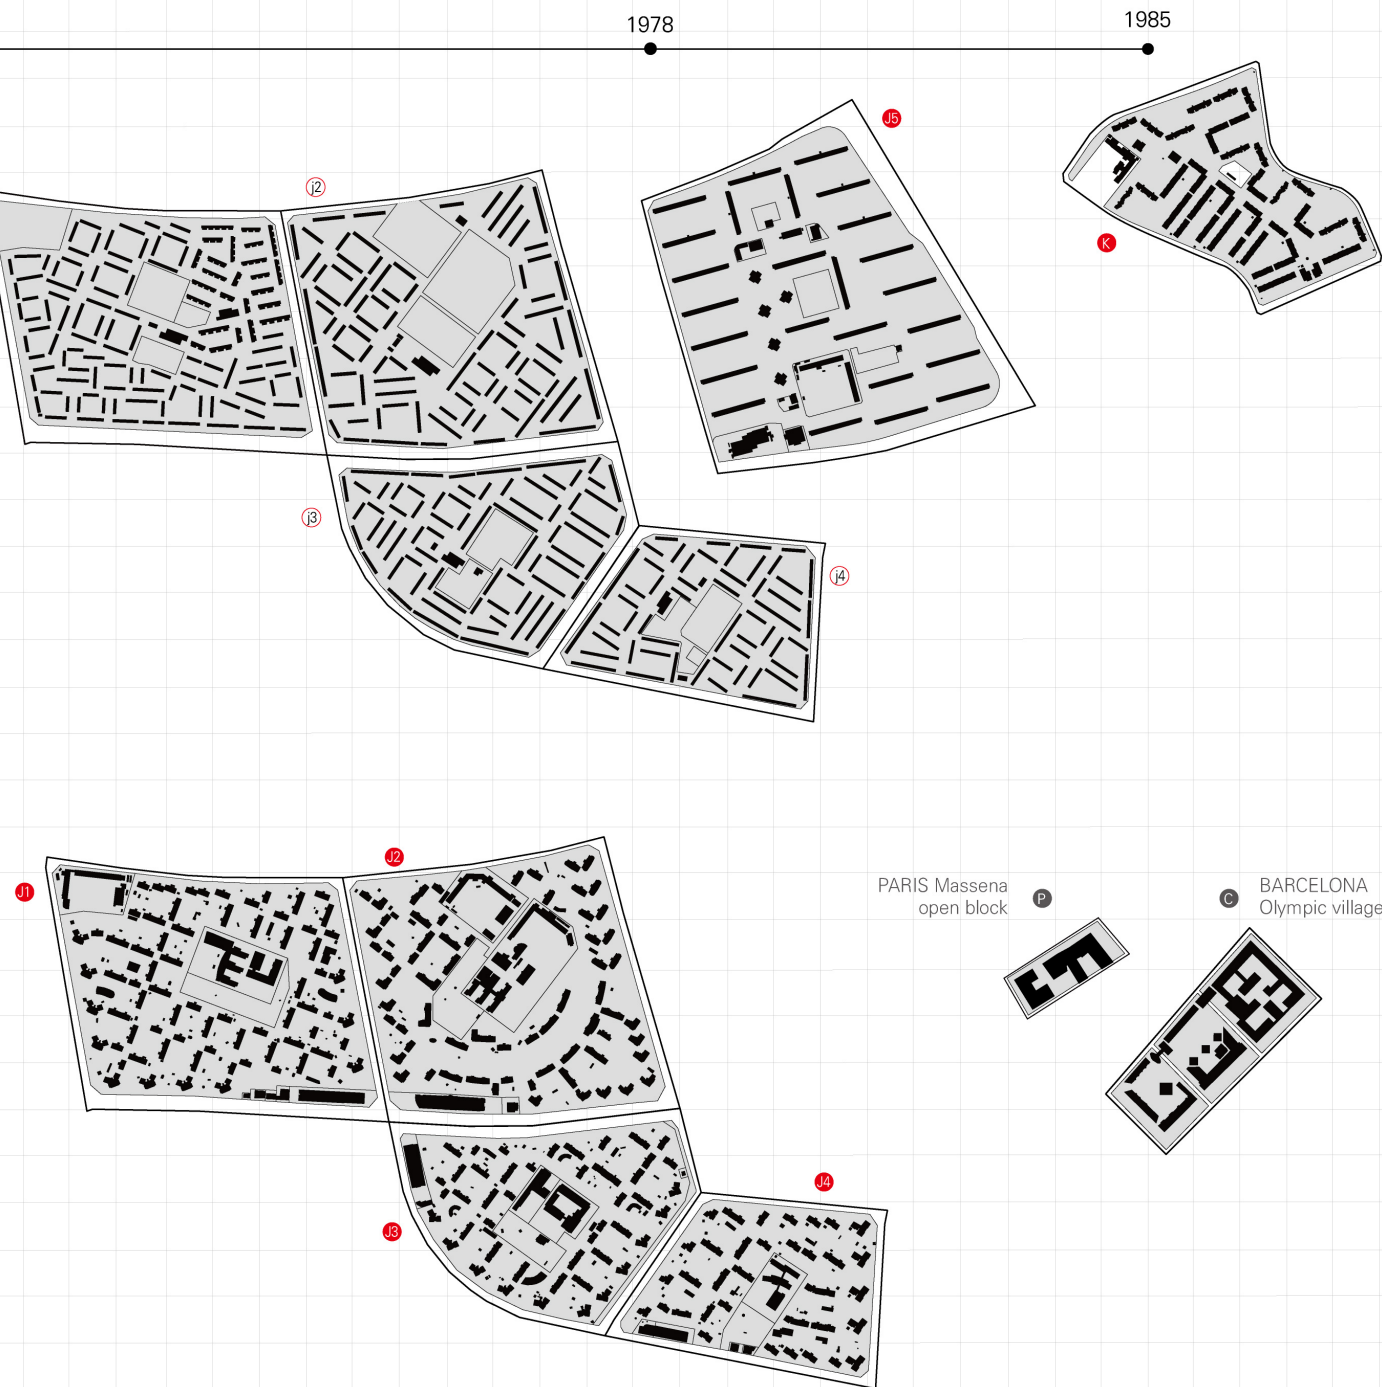 1978
1985
J5
j2
K
j3
j4
J2
J1
PARIS Massena
open block
P
C
BARCELONA
Olympic village
J4
J3